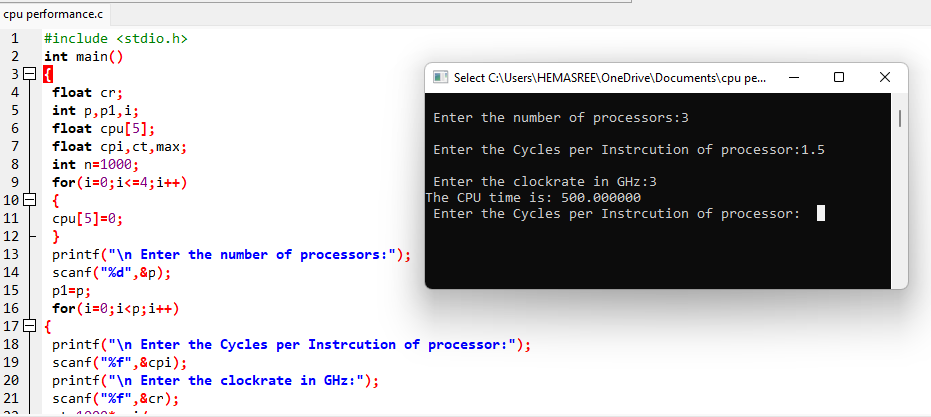 cpu performance.c
1 #include <stdio.h>
2 int main()
3 {
4 float cr;
5 int p,p1,i;
6 float cpu[5];
7 float cpi,ct,max;
8 int n=1000;
9 for(i=0;i<=4;i++)
10 {
11 cpu[5]=0;
12 }
13 printf("\n Enter the number of processors:");
14 scanf("%d",&p);
15 p1=p;
16 for(i=0;i<p;i++)
17 {
18 printf("\n Enter the Cycles per Instrcution of processor:");
19 scanf("%f",&cpi);
20 printf("\n Enter the clockrate in GHz:");
21 scanf("%f",&cr);
Select C:\Users\HEMASREE\OneDrive\Documents\cpu pe...
Enter the number of processors:3
Enter the Cycles per Instrcution of processor:1.5
Enter the clockrate in GHz:3
The CPU time is: 500.000000
Enter the Cycles per Instrcution of processor: